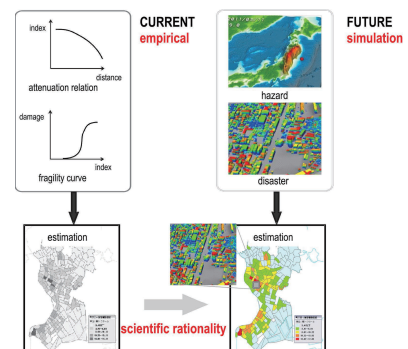 CURRENT
empirical
index
distance
attenuation relation
damage
index
fragility curve
estimation
FUTURE
simulation
hazard
disaster
estimation
scientific rationality